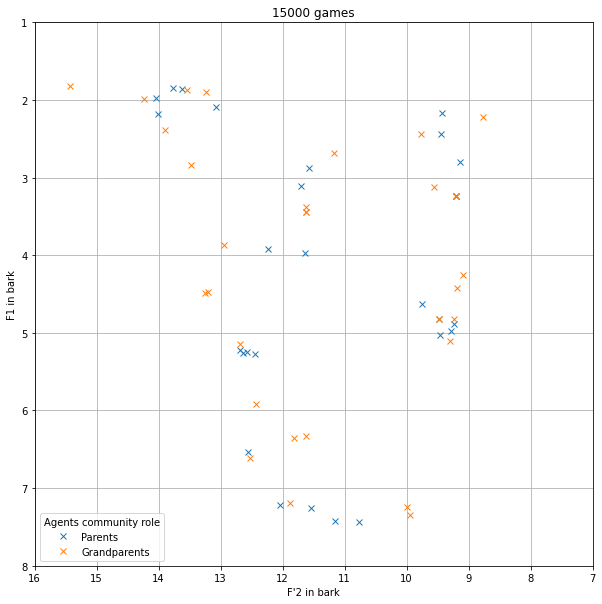 15000 games
1
2
3
4
5
6
7
8
F1 in bark
Agents community role
Parents
Grandparents
16 15 14 13 12 11 10 9 8 7
F'2 in bark